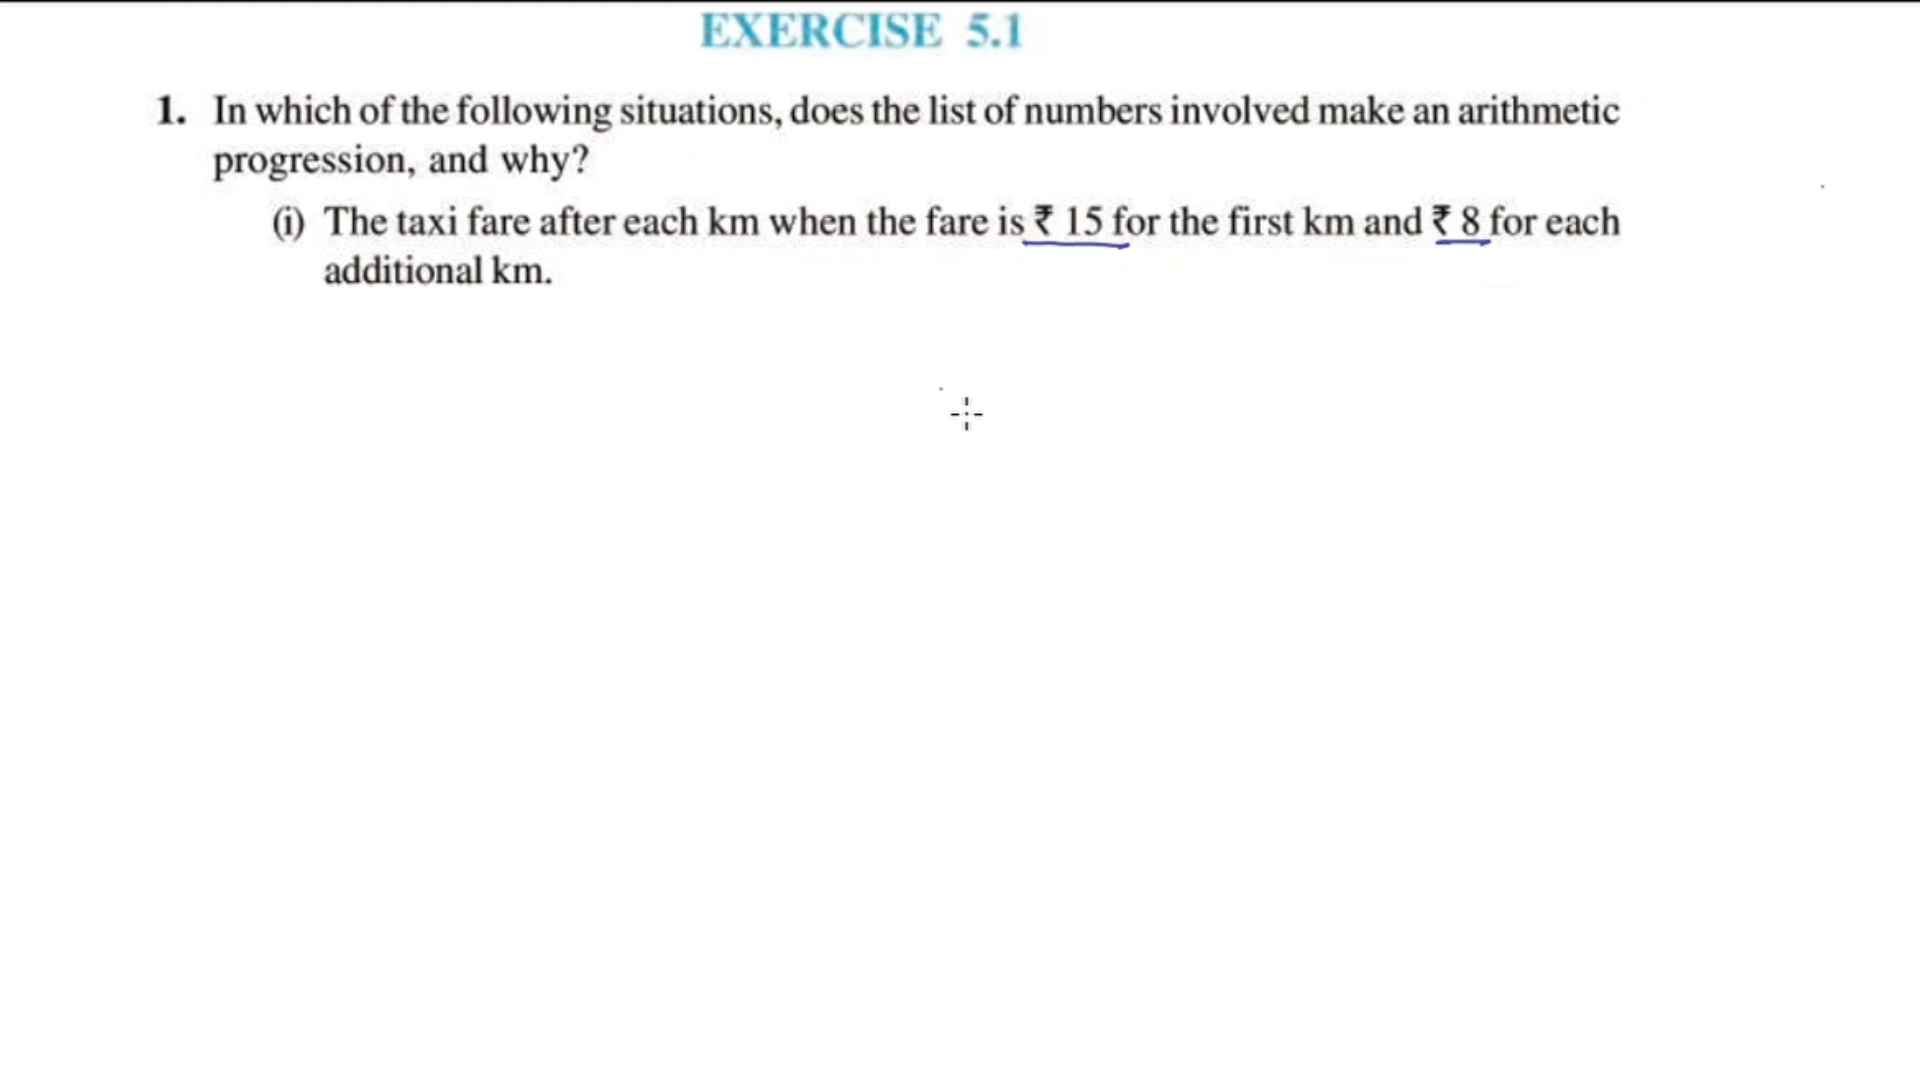 EXERCISE 5.1
1. In which of the following situations, does the list of numbers involved make an arithmetic
progression, and why?
(i) The taxi fare after each km when the fare is ₹ 15 for the first km and ₹ 8 for each
additional km.